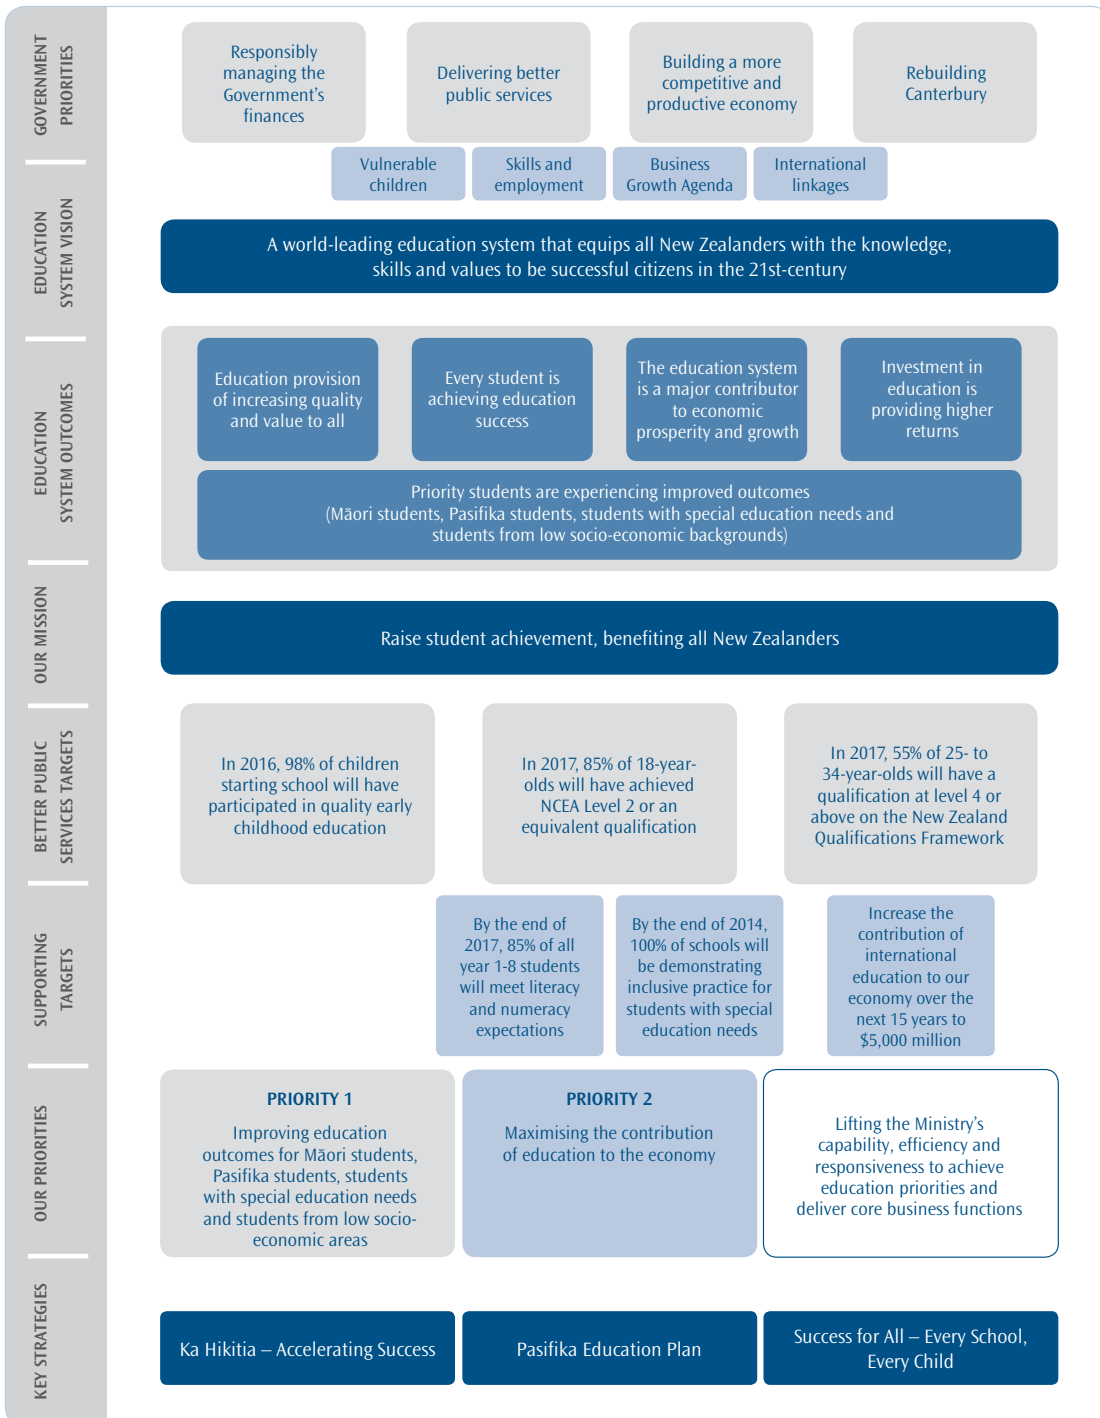 GOVERNMENT
PRIORITIES
Responsibly
managing the
Government's
finances
Delivering better
public services
Building a more
competitive and
productive economy
Rebuilding
Canterbury
Vulnerable
children
Skills and
employment
Business
Growth Agenda
International
linkages
EDUCATION
SYSTEM VISION
A world-leading education system that equips all New Zealanders with the knowledge,
skills and values to be successful citizens in the 21st-century
EDUCATION
SYSTEM OUTCOMES
Education provision
of increasing quality
and value to all
Every student is
achieving education
success
The education system
is a major contributor
to economic
prosperity and growth
Investment in
education is
providing higher
returns
Priority students are experiencing improved outcomes
(Māori students, Pasifika students, students with special education needs and
students from low socio-economic backgrounds)
OUR MISSION
Raise student achievement, benefiting all New Zealanders
BETTER PUBLIC
SERVICES TARGETS
In 2016, 98% of children
starting school will have
participated in quality early
childhood education
In 2017, 85% of 18-year-
olds will have achieved
NCEA Level 2 or an
equivalent qualification
In 2017, 55% of 25- to
34-year-olds will have a
qualification at level 4 or
above on the New Zealand
Qualifications Framework
SUPPORTING
TARGETS
By the end of
2017, 85% of all
year 1-8 students
will meet literacy
and numeracy
expectations
By the end of 2014,
100% of schools will
be demonstrating
inclusive practice for
students with special
education needs
Increase the
contribution of
international
education to our
economy over the
next 15 years to
$5,000 million
OUR PRIORITIES
PRIORITY 1
Improving education
outcomes for Māori students,
Pasifika students, students
with special education needs
and students from low socio-
economic areas
PRIORITY 2
Maximising the contribution
of education to the economy
Lifting the Ministry's
capability, efficiency and
responsiveness to achieve
education priorities and
deliver core business functions
KEY STRATEGIES
Ka Hikitia – Accelerating Success
Pasifika Education Plan
Success for All – Every School,
Every Child